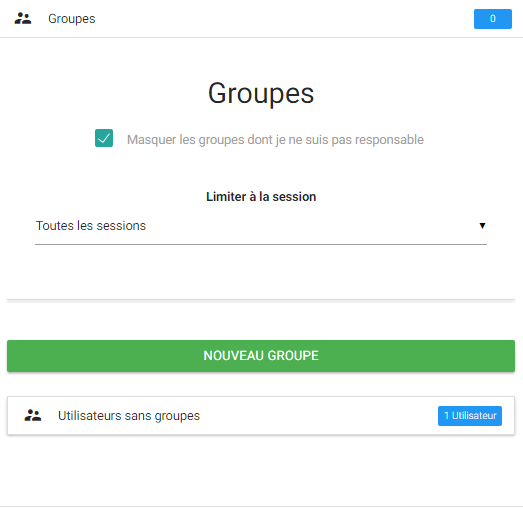 Groupes
0
Groupes
Masquer les groupes dont je ne suis pas responsable
Limiter à la session
Toutes les sessions
NOUVEAU GROUPE
Utilisateurs sans groupes
1 Utilisateur